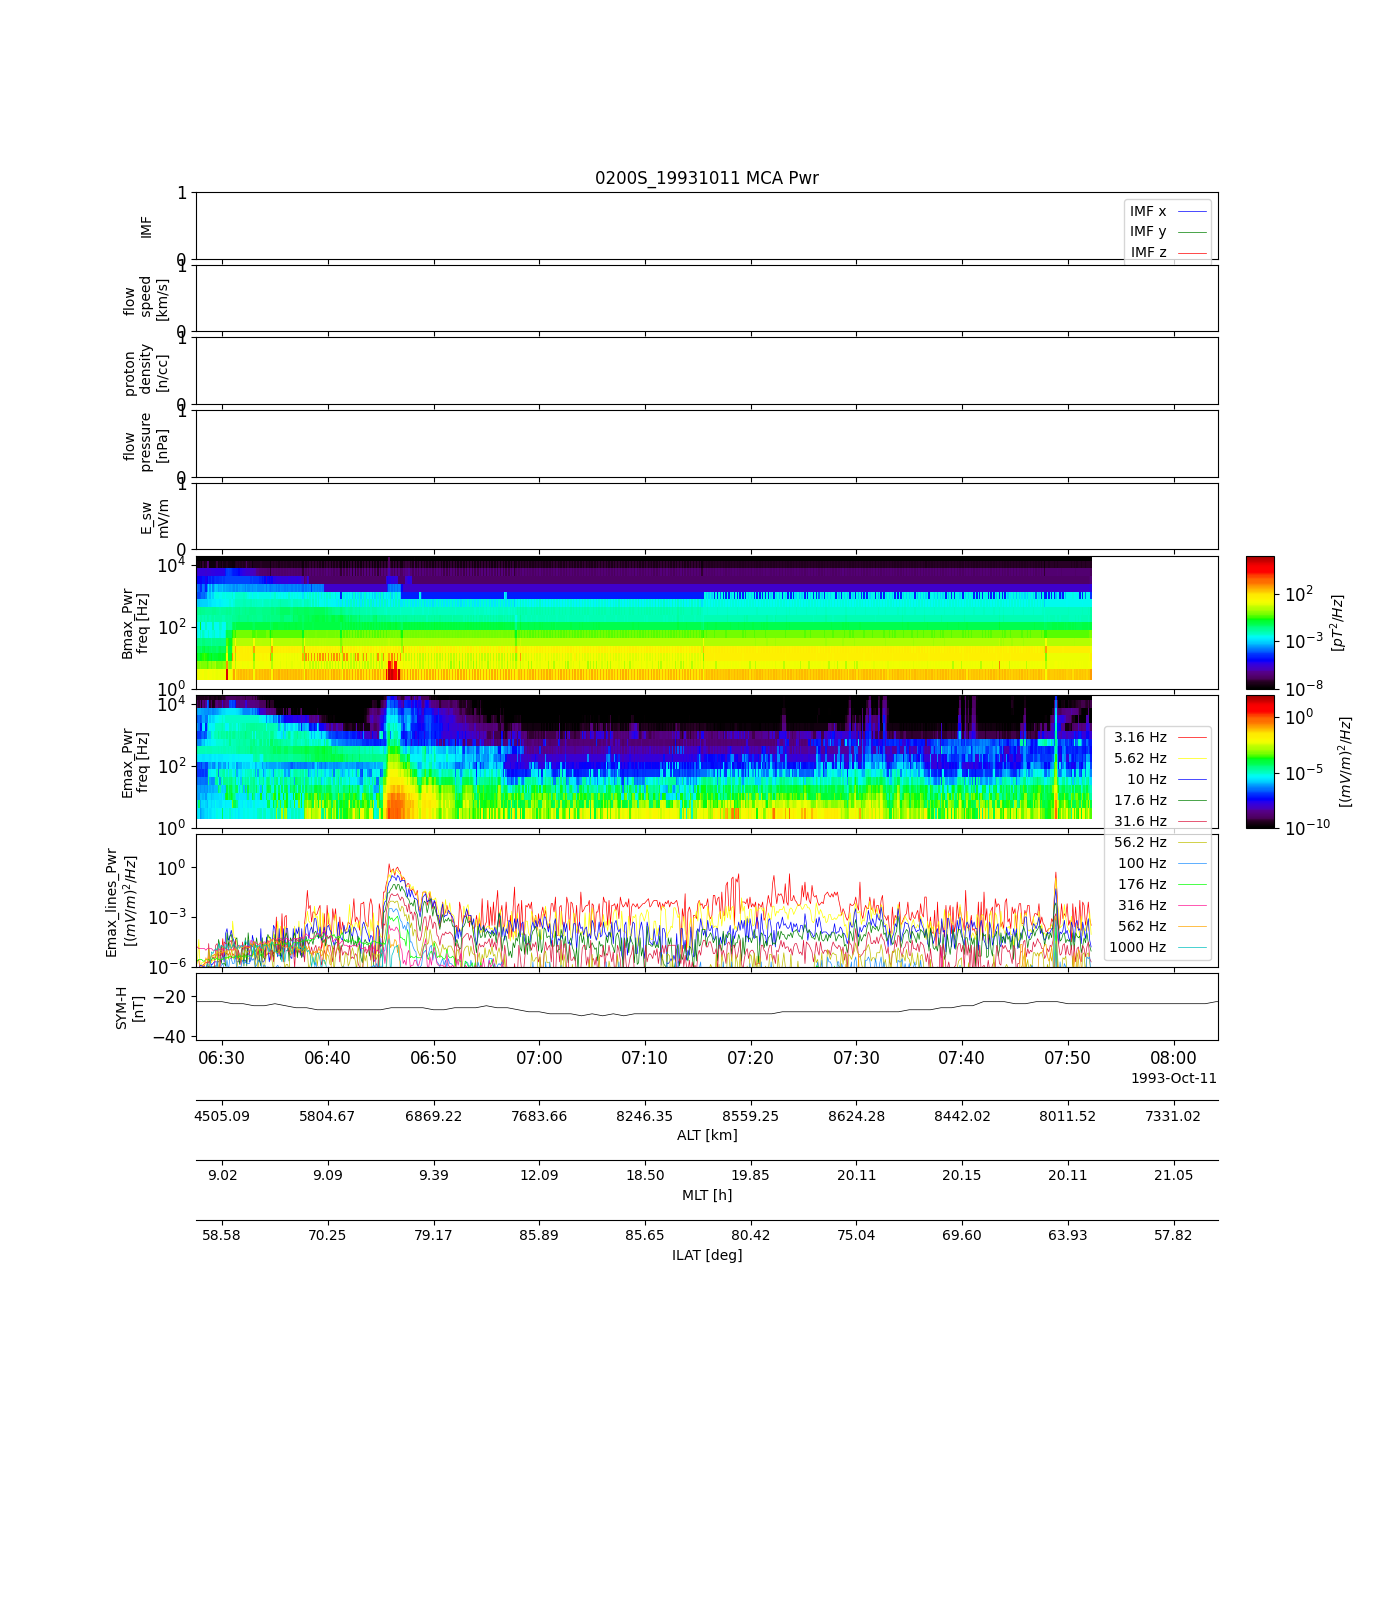 0200S_19931011 MCA Pwr
1
0
IMF
IMF x
IMF y
IMF z
1
0
flow
speed
[km/s]
1
0
proton
density
[n/cc]
1
0
flow
pressure
[nPa]
1
0
E_sw
mV/m
10^4
10^2
10^0
Bmax_Pwr
freq [Hz]
10^2
10^-3
10^-8
[pT^2/Hz]
10^4
10^2
10^0
Emax_Pwr
freq [Hz]
10^0
10^-5
10^-10
[(mV/m)^2/Hz]
3.16 Hz
5.62 Hz
10 Hz
17.6 Hz
31.6 Hz
56.2 Hz
100 Hz
176 Hz
316 Hz
562 Hz
1000 Hz
10^0
10^-3
10^-6
Emax_lines_Pwr
[(mV/m)^2/Hz]
−20
−40
SYM-H
[nT]
06:30 06:40 06:50 07:00 07:10 07:20 07:30 07:40 07:50 08:00
1993-Oct-11
4505.09 5804.67 6869.22 7683.66 8246.35 8559.25 8624.28 8442.02 8011.52 7331.02
ALT [km]
9.02 9.09 9.39 12.09 18.50 19.85 20.11 20.15 20.11 21.05
MLT [h]
58.58 70.25 79.17 85.89 85.65 80.42 75.04 69.60 63.93 57.82
ILAT [deg]